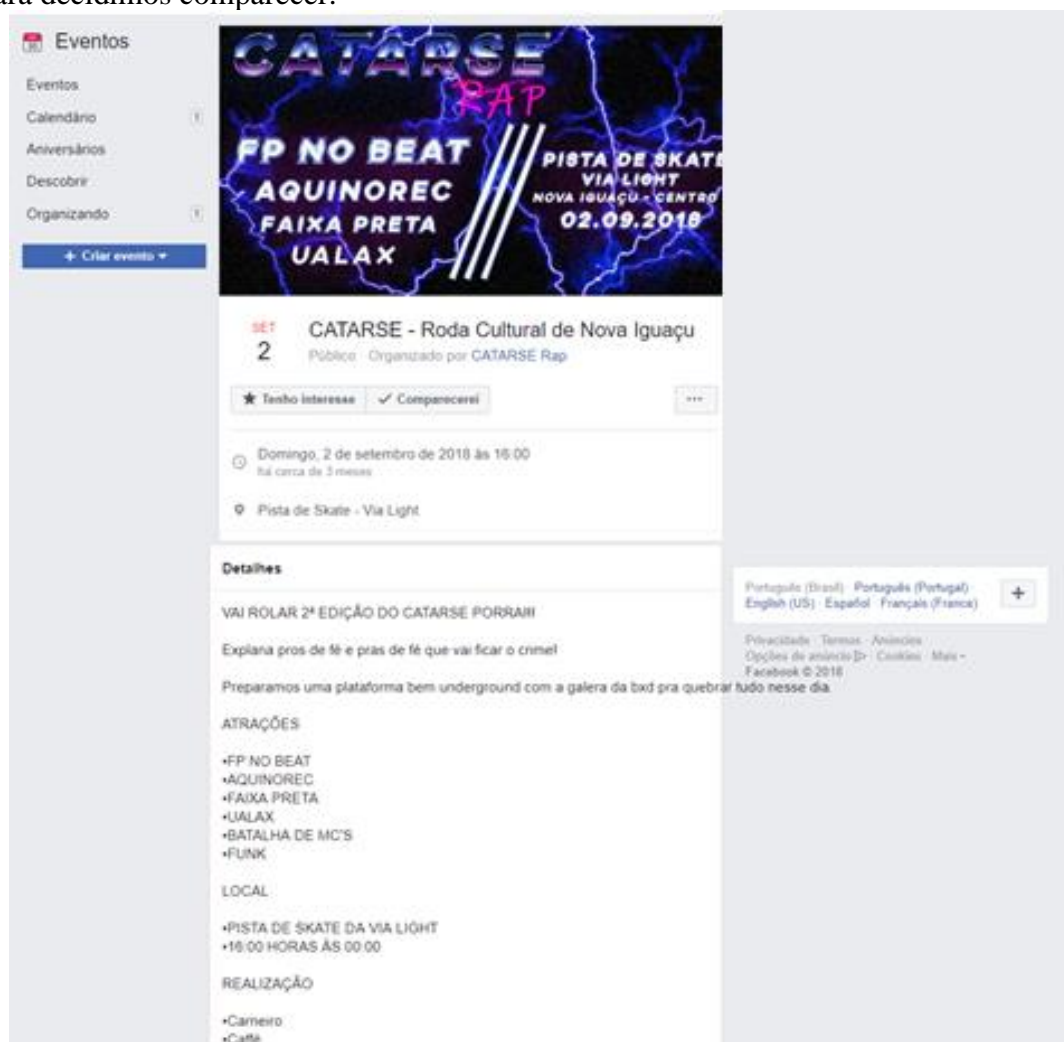 ara decidimos comparecer.
Eventos
Eventos
Calendário 1
Aniversários
Descobrir
Organizando 1
+ Criar evento
CATARSE
RAP
FP NO BEAT
AQUINOREC
FAIXA PRETA
UALAX
PISTA DE SKATE
VIA LIGHT
NOVA IGUAÇU - CENTRO
02.09.2018
SET
2
CATARSE - Roda Cultural de Nova Iguaçu
Público · Organizado por CATARSE Rap
Tenho interesse
Comparecerei
...
Domingo, 2 de setembro de 2018 às 16:00
há cerca de 3 meses
Pista de Skate - Via Light
Detalhes
VAI ROLAR 2ª EDIÇÃO DO CATARSE PORRA!!!
Explana pros de fé e pras de fé que vai ficar o crime!
Preparamos uma plataforma bem underground com a galera da bxd pra quebrar tudo nesse dia.
ATRAÇÕES
•FP NO BEAT
•AQUINOREC
•FAIXA PRETA
•UALAX
•BATALHA DE MC'S
•FUNK
LOCAL
•PISTA DE SKATE DA VIA LIGHT
•16:00 HORAS ÀS 00:00
REALIZAÇÃO
•Carneiro
•Caffé
Português (Brasil) · Português (Portugal) ·
English (US) · Español · Français (France)
+
Privacidade · Termos · Anúncios ·
Opções de anúncio · Cookies · Mais
Facebook © 2018